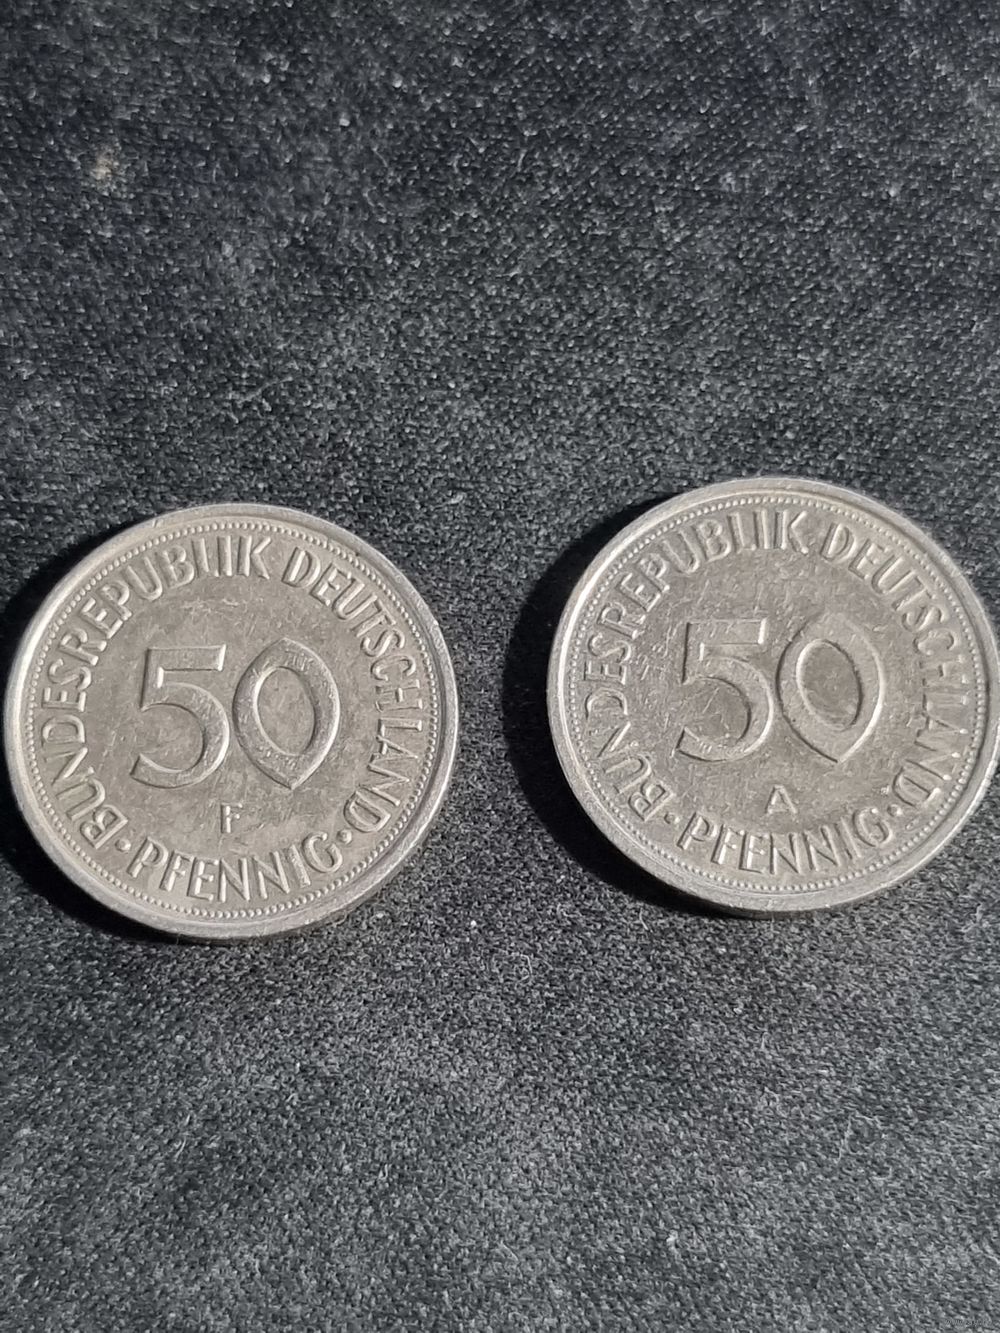 BUNDESREPUBLIK DEUTSCHLAND
50
F
· PFENNIG ·
BUNDESREPUBLIK DEUTSCHLAND
50
A
· PFENNIG ·